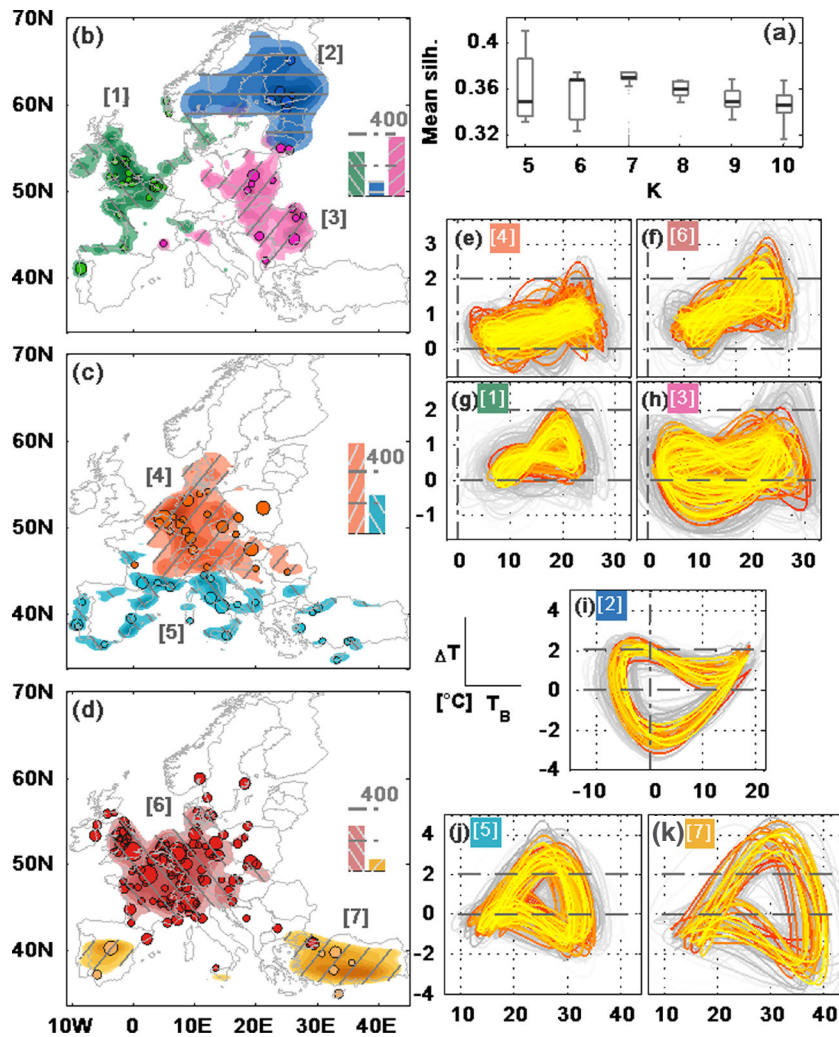 70N
(b)
[2]
[1]
60N
400
50N
[3]
40N
0.4
(a)
Mean silh.
0.36
0.32
5 6 7 8 9 10
K
(e) [4]
(f) [6]
3
2
1
0
(g) [1]
(h) [3]
2
1
0
-1
0 10 20 30 0 10 20 30
70N
(c)
60N
[4]
400
50N
40N
[5]
(i) [2]
ΔT
[°C] T_B
4
2
0
-2
-4
-10 0 10 20
70N
(d)
60N
[6]
400
50N
[7]
40N
10W 0 10E 20E 30E 40E
(j) [5]
(k) [7]
4
2
0
-2
-4
10 20 30 40 10 20 30 40